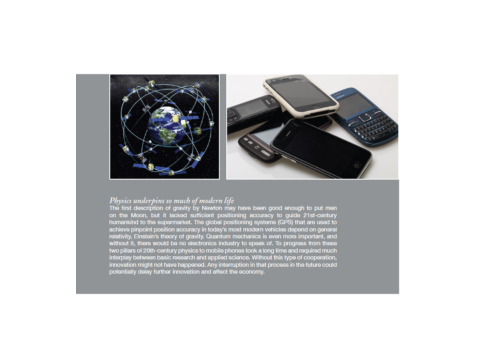 Physics underpins so much of modern life
The first description of gravity by Newton may have been good enough to put men
on the Moon, but it lacked sufficient positioning accuracy to guide 21st-century
humankind to the supermarket. The global positioning systems (GPS) that are used to
achieve pinpoint position accuracy in today's most modern vehicles depend on general
relativity, Einstein's theory of gravity. Quantum mechanics is even more important, and
without it, there would be no electronics industry to speak of. To progress from these
two pillars of 20th-century physics to mobile phones took a long time and required much
interplay between basic research and applied science. Without this type of cooperation,
innovation might not have happened. Any interruption in that process in the future could
potentially delay further innovation and affect the economy.